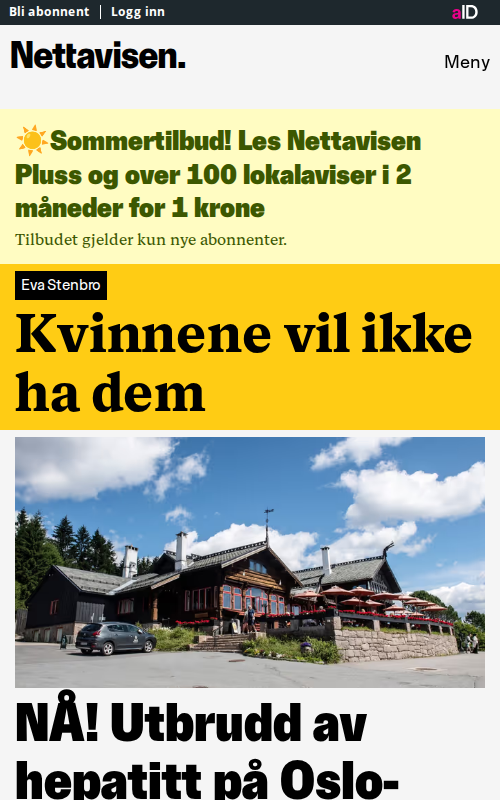 Bli abonnent
Logg inn
aID
Nettavisen.
Meny
☀️Sommertilbud! Les Nettavisen
Pluss og over 100 lokalaviser i 2
måneder for 1 krone
Tilbudet gjelder kun nye abonnenter.
Eva Stenbro
Kvinnene vil ikke
ha dem
NÅ! Utbrudd av
hepatitt på Oslo-